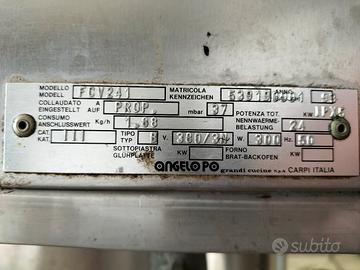 MODELLO FCV241 MATRICOLA ANNO
MODELL KENNZEICHEN
COLLAUDATO A PROP. mbar 37 POTENZA TOT. KW
EINGESTELLT AUF NENNWAERME-
CONSUMO Kg/h 1,88 BELASTUNG 24
ANSCHLUSSWERT
CAT. III TIPO B V. 380/3N W. 300 Hz. 50
KAT. TYP
SOTTOPIASTRA KW FORNO KW
GLÜHPLATTE BRAT-BACKOFEN
ANGELO PO grandi cucine s.p.a. CARPI ITALIA
subito